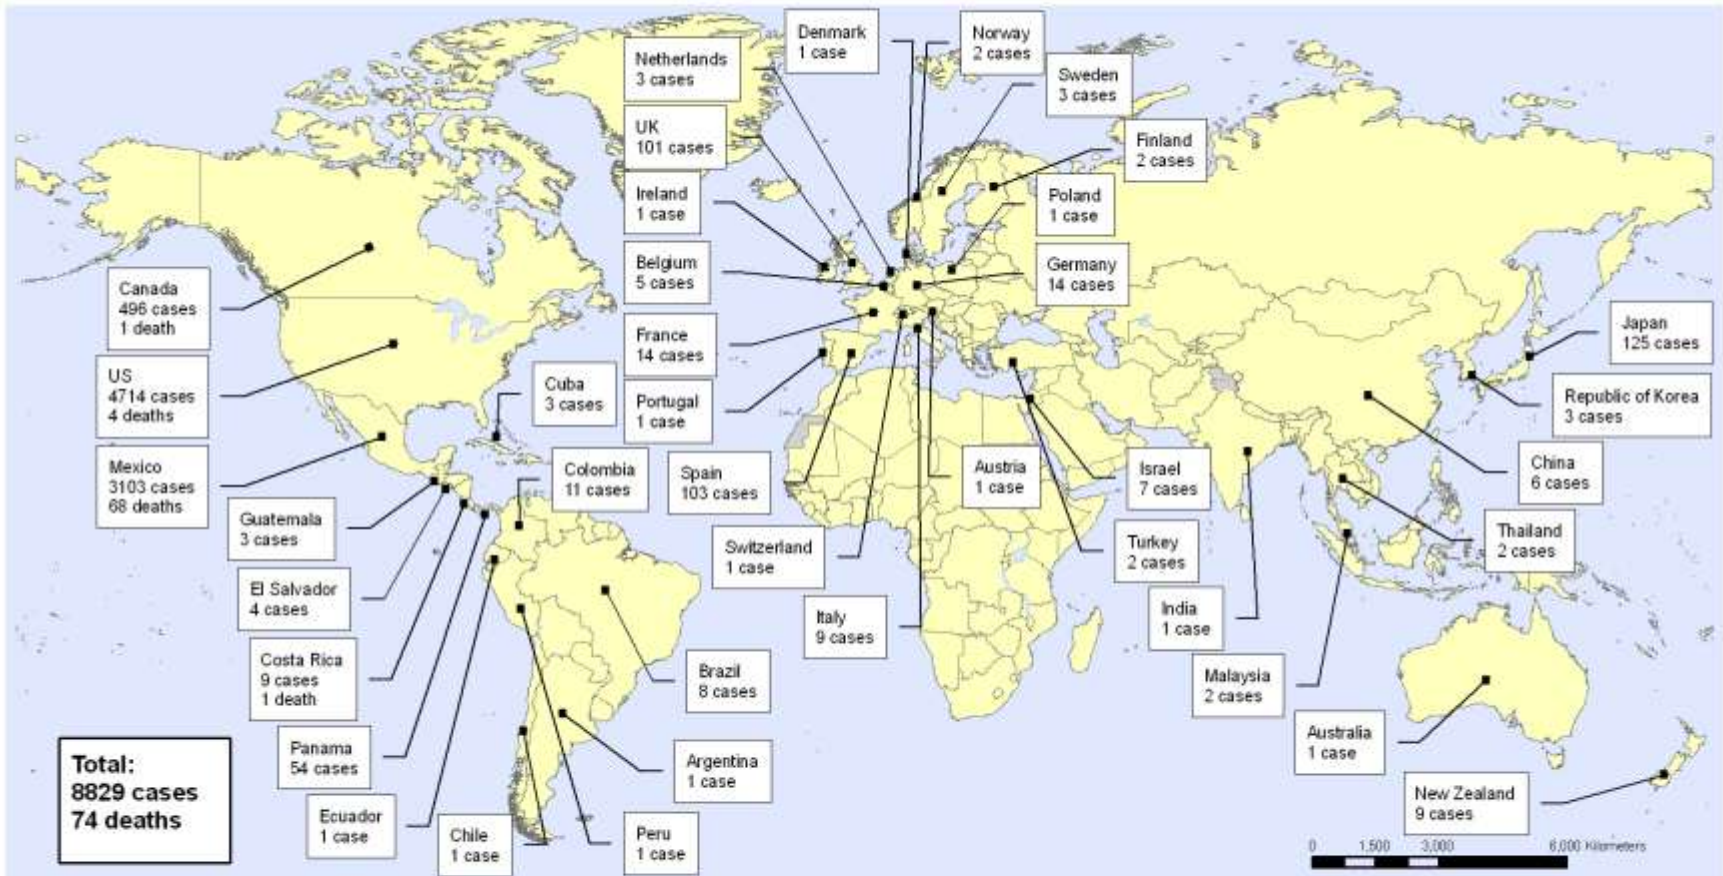 Denmark
1 case
Norway
2 cases
Netherlands
3 cases
Sweden
3 cases
UK
101 cases
Finland
2 cases
Ireland
1 case
Poland
1 case
Belgium
5 cases
Germany
14 cases
Canada
496 cases
1 death
France
14 cases
Japan
125 cases
US
4714 cases
4 deaths
Cuba
3 cases
Portugal
1 case
Republic of Korea
3 cases
Mexico
3103 cases
68 deaths
Colombia
11 cases
Spain
103 cases
Austria
1 case
Israel
7 cases
China
6 cases
Guatemala
3 cases
Switzerland
1 case
Turkey
2 cases
Thailand
2 cases
El Salvador
4 cases
Italy
9 cases
India
1 case
Costa Rica
9 cases
1 death
Brazil
8 cases
Malaysia
2 cases
Panama
54 cases
Argentina
1 case
Australia
1 case
Total:
8829 cases
74 deaths
Ecuador
1 case
Chile
1 case
Peru
1 case
New Zealand
9 cases
0 1,500 3,000 6,000 Kilometers